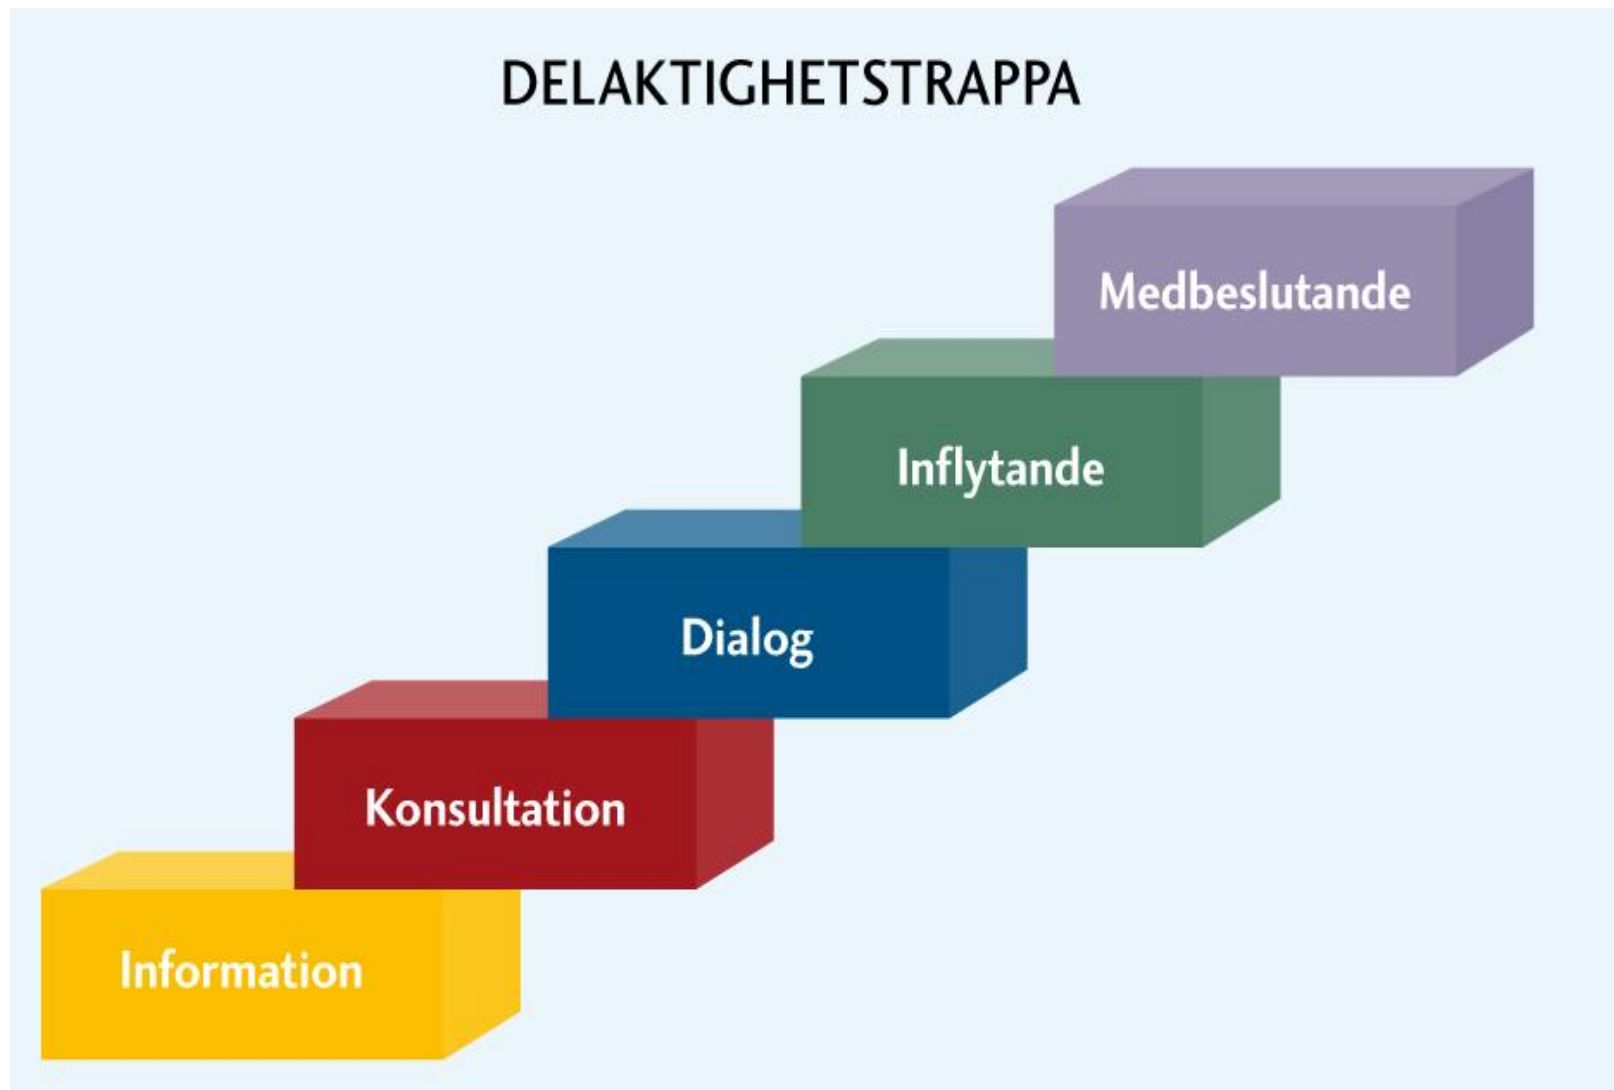 DELAKTIGHETSTRAPPA
Medbeslutande
Inflytande
Dialog
Konsultation
Information